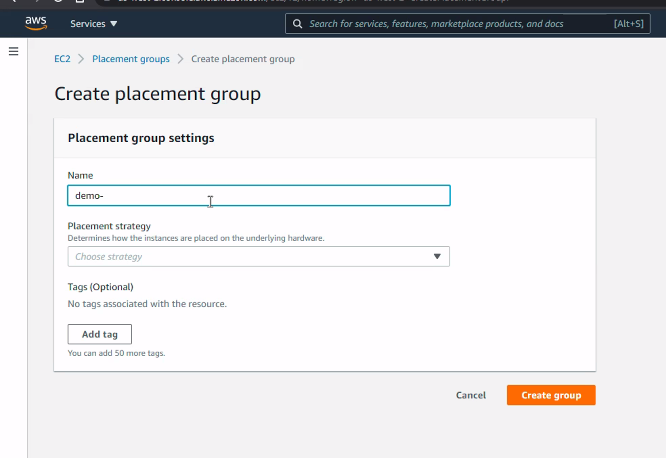 aws
Services
Search for services, features, marketplace products, and docs
[Alt+S]
EC2
Placement groups
Create placement group
Create placement group
Placement group settings
Name
demo-
Placement strategy
Determines how the instances are placed on the underlying hardware.
Choose strategy
Tags (Optional)
No tags associated with the resource.
Add tag
You can add 50 more tags.
Cancel
Create group